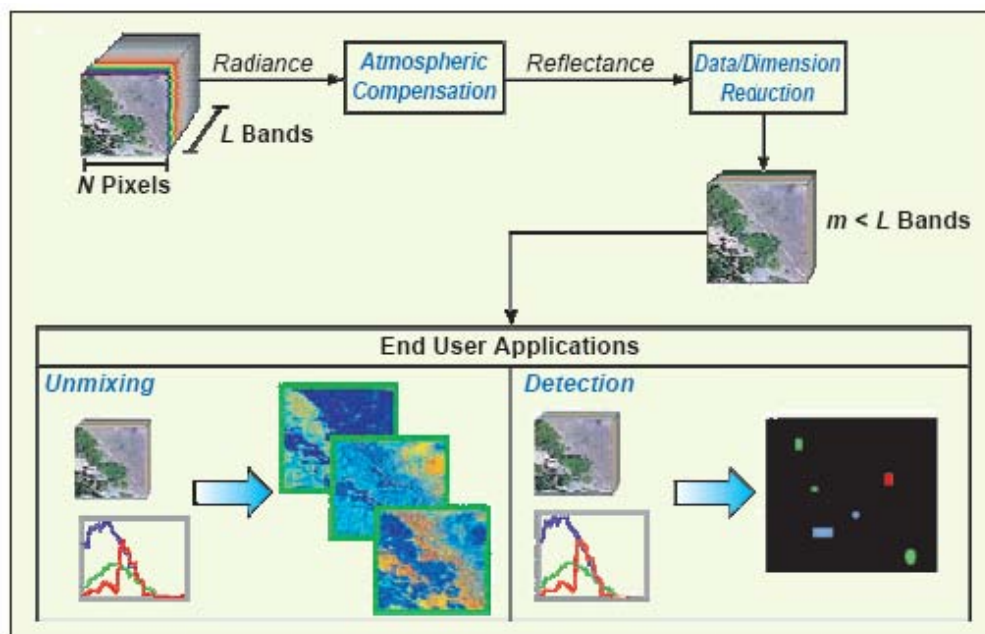 Radiance
Atmospheric
Compensation
Reflectance
Data/Dimension
Reduction
L Bands
N Pixels
m < L Bands
End User Applications
Unmixing
Detection